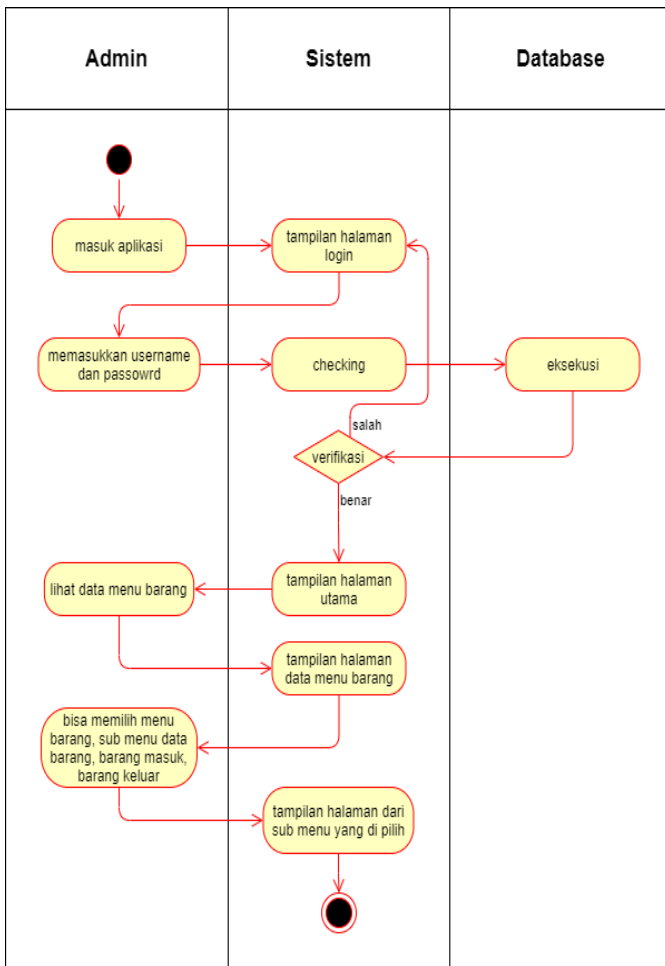 Admin
Sistem
Database
masuk aplikasi
tampilan halaman
login
memasukkan username
dan passowrd
checking
eksekusi
salah
verifikasi
benar
lihat data menu barang
tampilan halaman
utama
tampilan halaman
data menu barang
bisa memilih menu
barang, sub menu data
barang, barang masuk,
barang keluar
tampilan halaman dari
sub menu yang di pilih